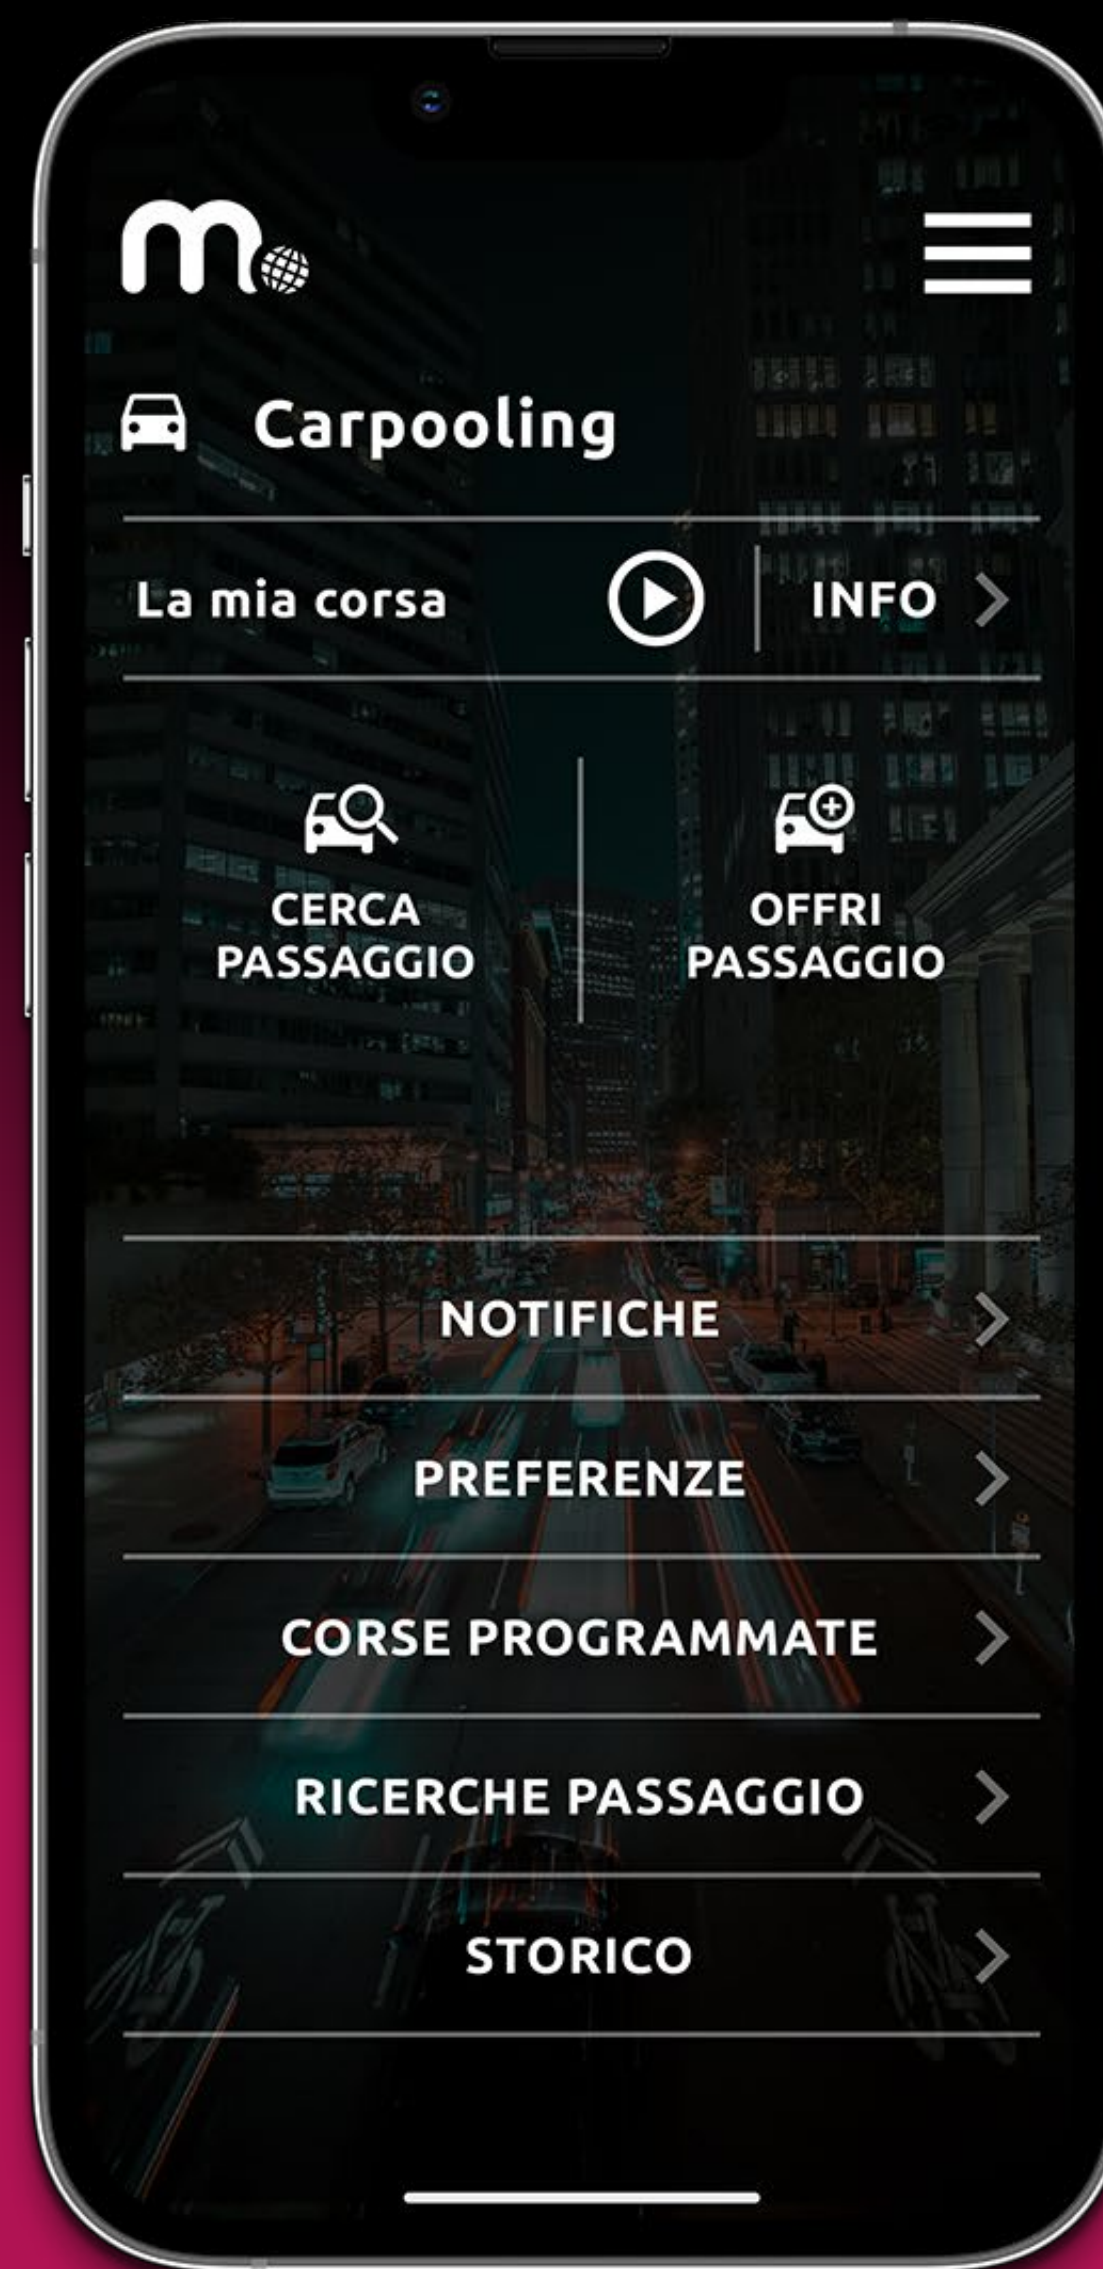 m
Carpooling
La mia corsa
INFO
CERCA
PASSAGGIO
OFFRI
PASSAGGIO
NOTIFICHE
PREFERENZE
CORSE PROGRAMMATE
RICERCHE PASSAGGIO
STORICO